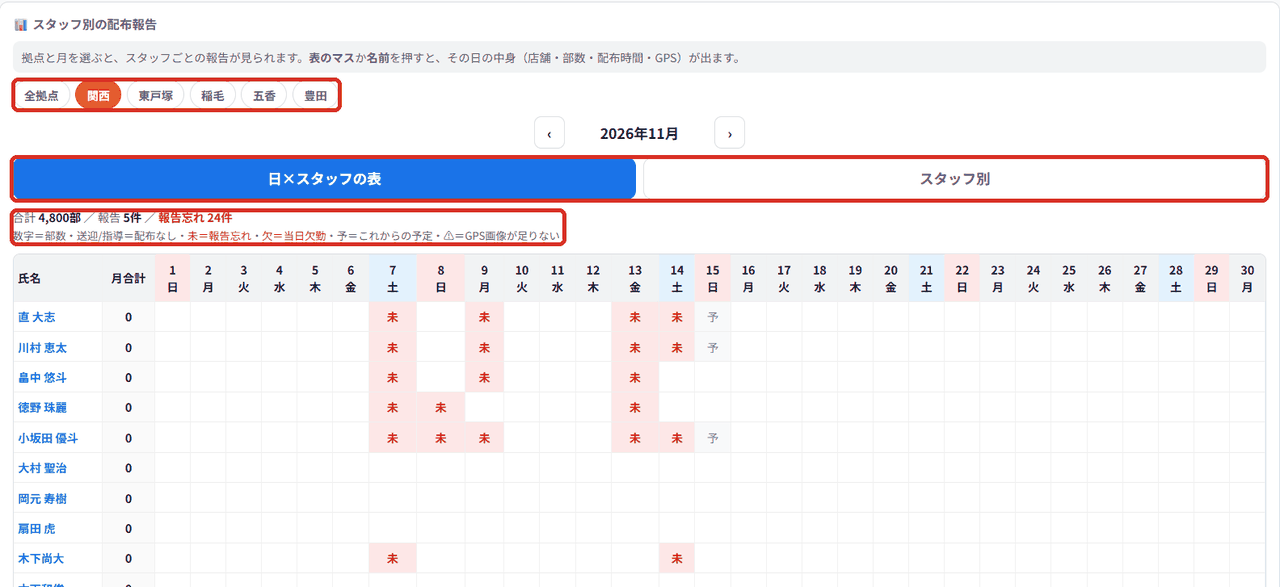 📊 スタッフ別の配布報告
拠点と月を選ぶと、スタッフごとの報告が見られます。表のマスか名前を押すと、その日の中身（店舗・部数・配布時間・GPS）が出ます。
全拠点 関西 東戸塚 稲毛 五香 豊田
‹ 2026年11月 ›
日×スタッフの表 スタッフ別
合計 4,800部 ／ 報告 5件 ／ 報告忘れ 24件
数字＝部数・送迎/指導＝配布なし・未＝報告忘れ・欠＝当日欠勤・予＝これからの予定・⚠＝GPS画像が足りない
氏名 月合計 1 2 3 4 5 6 7 8 9 10 11 12 13 14 15 16 17 18 19 20 21 22 23 24 25 26 27 28 29 30
日 月 火 水 木 金 土 日 月 火 水 木 金 土 日 月 火 水 木 金 土 日 月 火 水 木 金 土 日 月
直 大志 0 未 未 未 未 予
川村 恵太 0 未 未 未 未 予
畠中 悠斗 0 未 未 未
徳野 珠麗 0 未 未 未
小坂田 優斗 0 未 未 未 未 未 予
大村 聖治 0
岡元 寿樹 0
扇田 虎 0
木下尚大 0 未 未